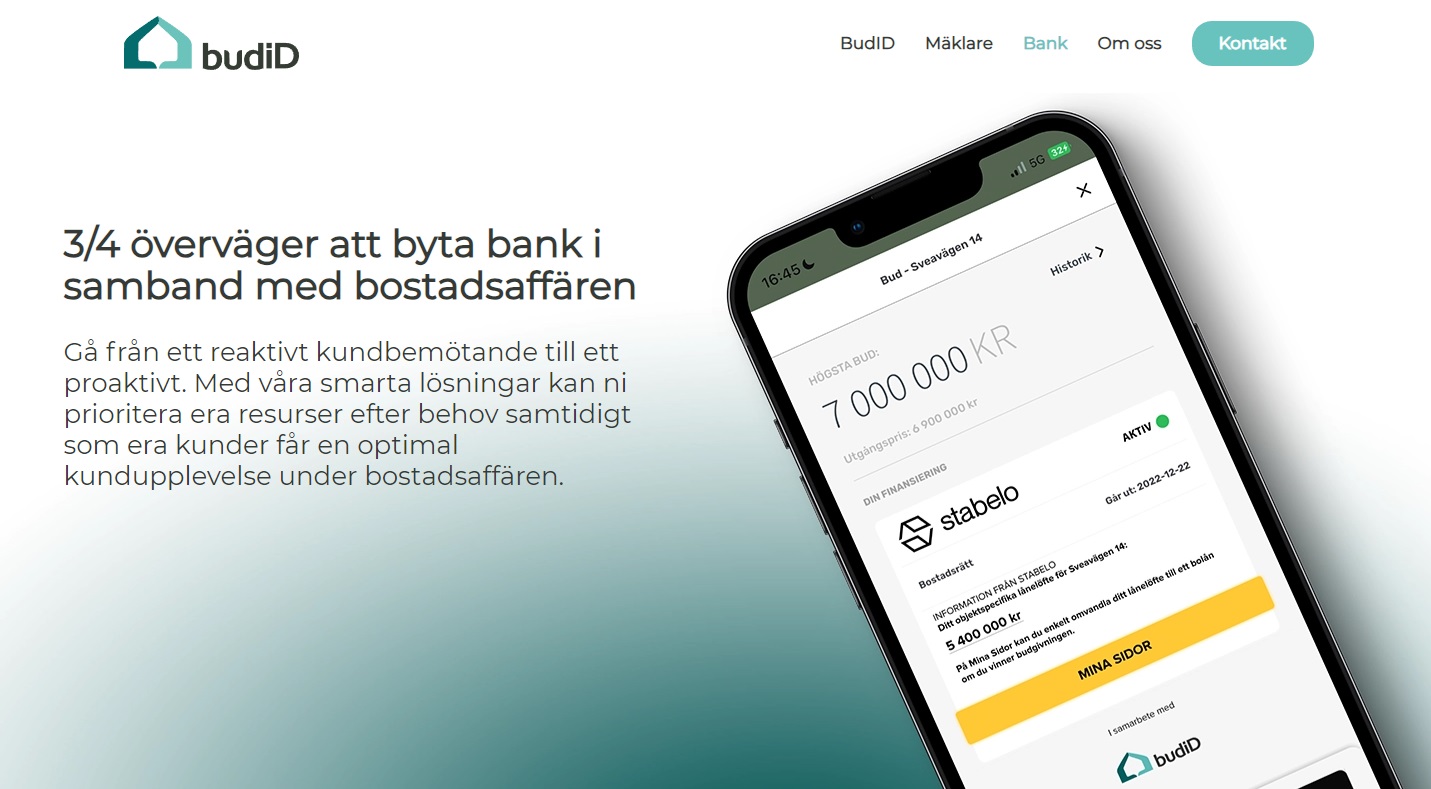 budiD
BudID
Mäklare
Bank
Om oss
Kontakt
3/4 överväger att byta bank i
samband med bostadsaffären
Gå från ett reaktivt kundbemötande till ett
proaktivt. Med våra smarta lösningar kan ni
prioritera era resurser efter behov samtidigt
som era kunder får en optimal
kundupplevelse under bostadsaffären.
16:45
5G
32
Bud - Sveavägen 14
Historik
HÖGSTA BUD:
7 000 000 KR
Utgångspris: 6 900 000 kr
DIN FINANSIERING
AKTIV
stabelo
Går ut: 2022-12-22
Bostadsrätt
INFORMATION FRÅN STABELO
Ditt objektspecifika lånelöfte för Sveavägen 14:
5 400 000 kr
På Mina Sidor kan du enkelt omvandla ditt lånelöfte till ett bolån
om du vinner budgivningen.
MINA SIDOR
I samarbete med
budiD